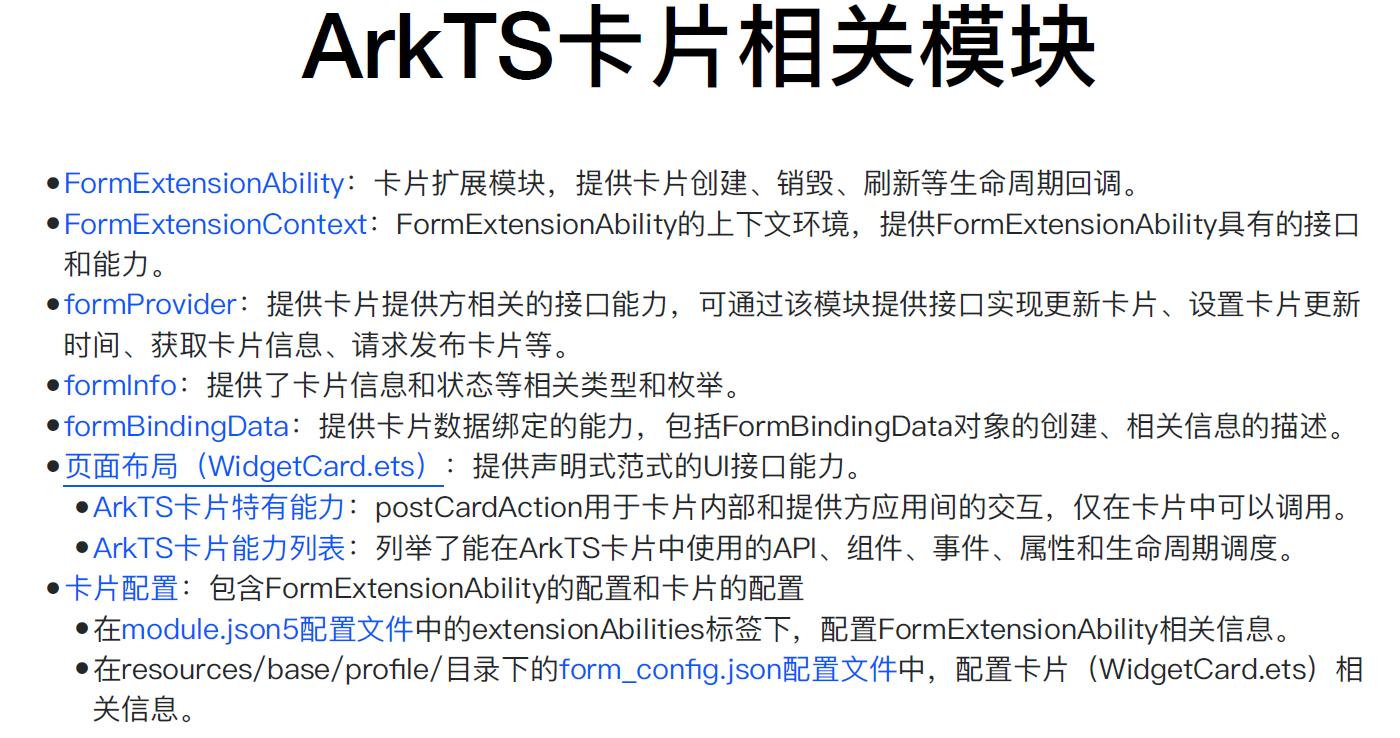 ArkTS卡片相关模块
●FormExtensionAbility：卡片扩展模块，提供卡片创建、销毁、刷新等生命周期回调。
●FormExtensionContext：FormExtensionAbility的上下文环境，提供FormExtensionAbility具有的接口
和能力。
●formProvider：提供卡片提供方相关的接口能力，可通过该模块提供接口实现更新卡片、设置卡片更新
时间、获取卡片信息、请求发布卡片等。
●formInfo：提供了卡片信息和状态等相关类型和枚举。
●formBindingData：提供卡片数据绑定的能力，包括FormBindingData对象的创建、相关信息的描述。
●页面布局（WidgetCard.ets）：提供声明式范式的UI接口能力。
●ArkTS卡片特有能力：postCardAction用于卡片内部和提供方应用间的交互，仅在卡片中可以调用。
●ArkTS卡片能力列表：列举了能在ArkTS卡片中使用的API、组件、事件、属性和生命周期调度。
●卡片配置：包含FormExtensionAbility的配置和卡片的配置
●在module.json5配置文件中的extensionAbilities标签下，配置FormExtensionAbility相关信息。
●在resources/base/profile/目录下的form_config.json配置文件中，配置卡片（WidgetCard.ets）相
关信息。